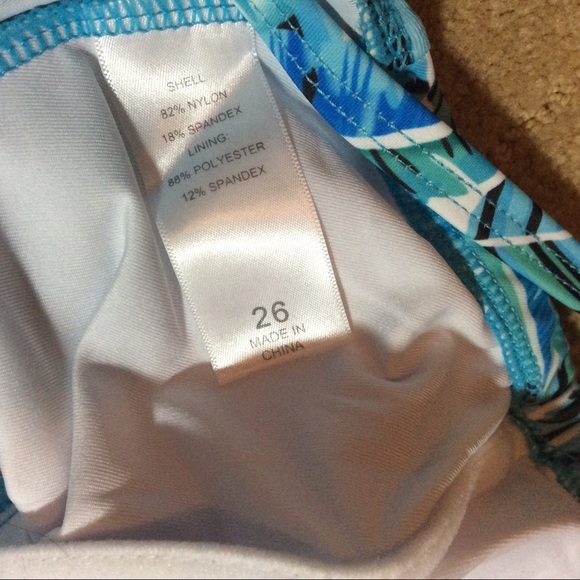 SHELL
82% NYLON
18% SPANDEX
LINING:
88% POLYESTER
12% SPANDEX
26
MADE IN
CHINA